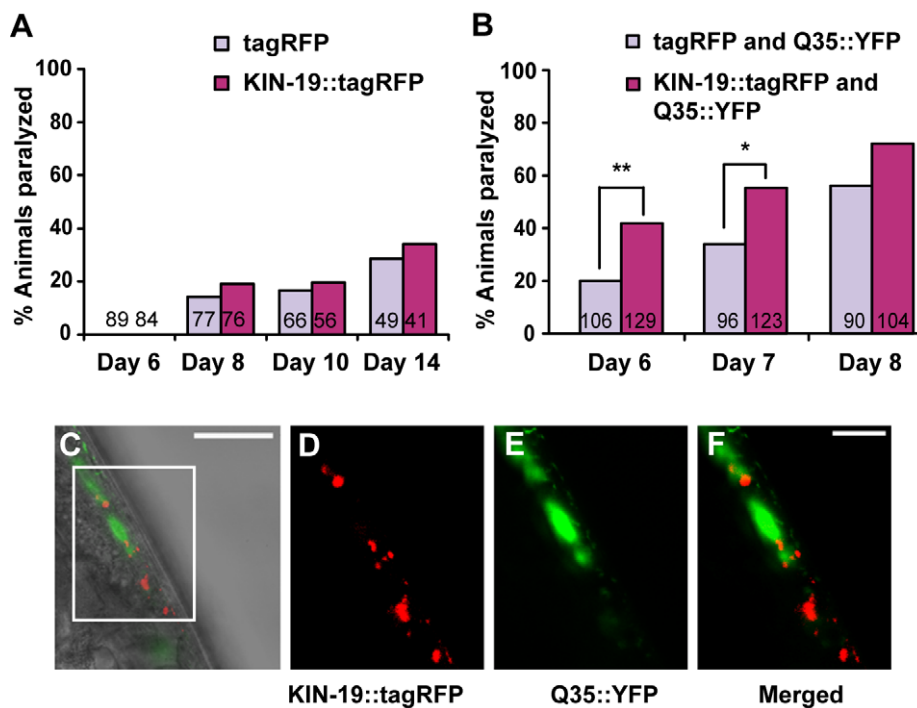 A
tagRFP
KIN-19::tagRFP
% Animals paralyzed
100
80
60
40
20
0
89 84
77 76
66 56
49 41
Day 6 Day 8 Day 10 Day 14
B
tagRFP and Q35::YFP
KIN-19::tagRFP and
Q35::YFP
% Animals paralyzed
100
80
60
40
20
0
**
*
106 129
96 123
90 104
Day 6 Day 7 Day 8
C
D
E
F
KIN-19::tagRFP
Q35::YFP
Merged